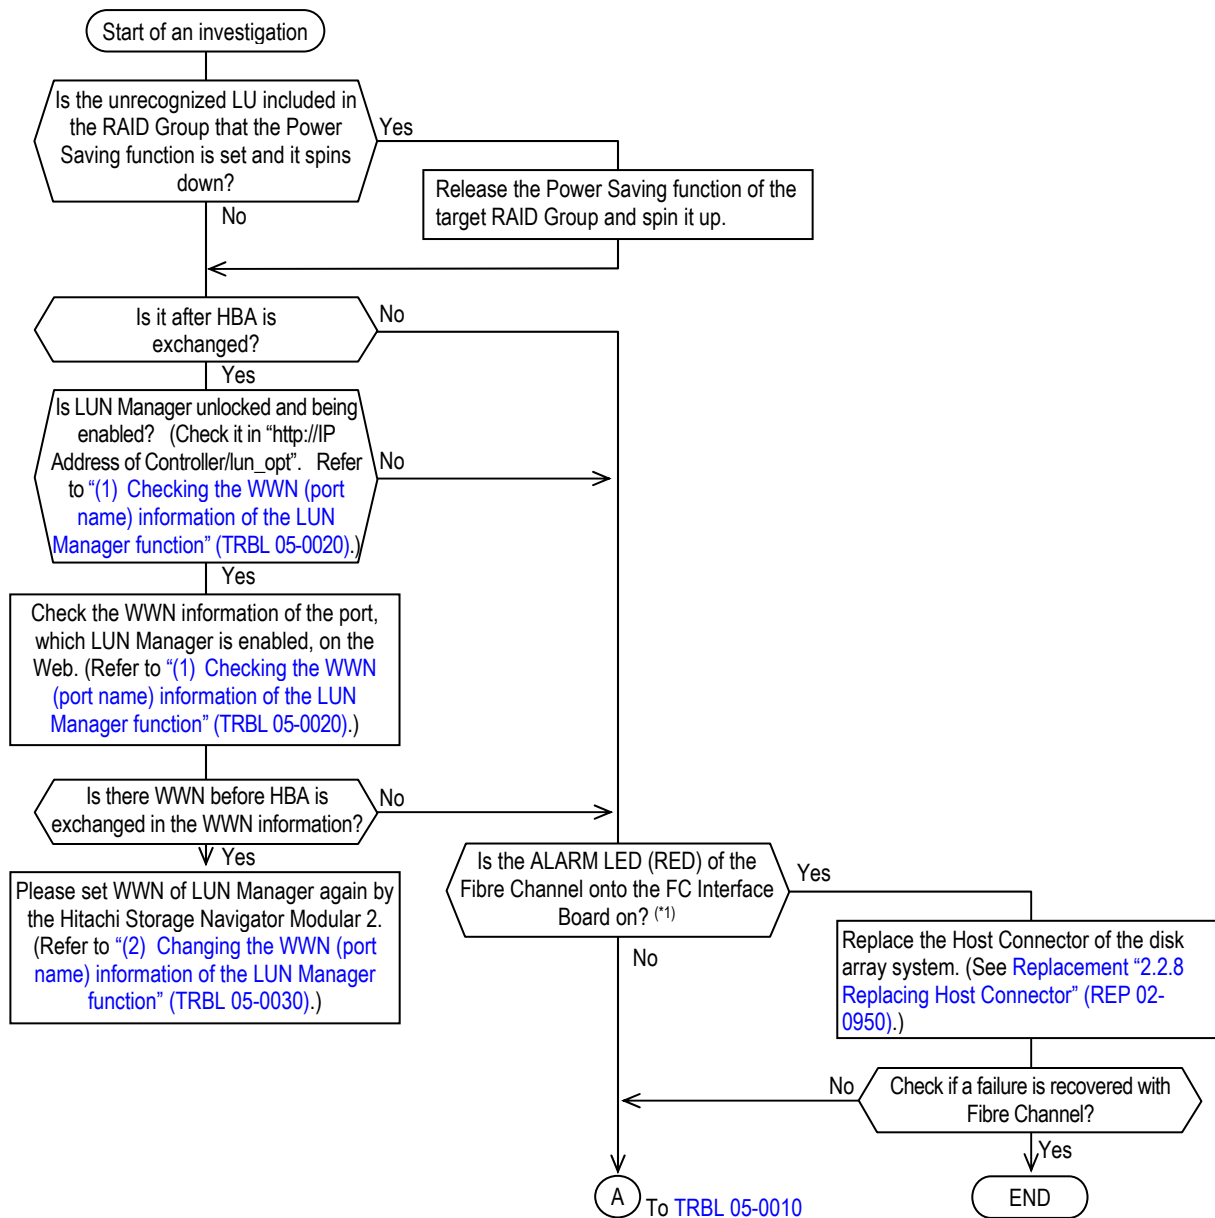 Start of an investigation
Is the unrecognized LU included in
the RAID Group that the Power
Saving function is set and it spins
down?
Yes
No
Release the Power Saving function of the
target RAID Group and spin it up.
Is it after HBA is
exchanged?
No
Yes
Is LUN Manager unlocked and being
enabled? (Check it in “http://IP
Address of Controller/lun_opt”. Refer
to “(1) Checking the WWN (port
name) information of the LUN
Manager function” (TRBL 05-0020).)
No
Yes
Check the WWN information of the port,
which LUN Manager is enabled, on the
Web. (Refer to “(1) Checking the WWN
(port name) information of the LUN
Manager function” (TRBL 05-0020).)
Is there WWN before HBA is
exchanged in the WWN information?
No
Yes
Please set WWN of LUN Manager again by
the Hitachi Storage Navigator Modular 2.
(Refer to “(2) Changing the WWN (port
name) information of the LUN Manager
function” (TRBL 05-0030).)
Is the ALARM LED (RED) of the
Fibre Channel onto the FC Interface
Board on? (*1)
Yes
No
Replace the Host Connector of the disk
array system. (See Replacement “2.2.8
Replacing Host Connector” (REP 02-
0950).)
Check if a failure is recovered with
Fibre Channel?
No
Yes
A
To TRBL 05-0010
END